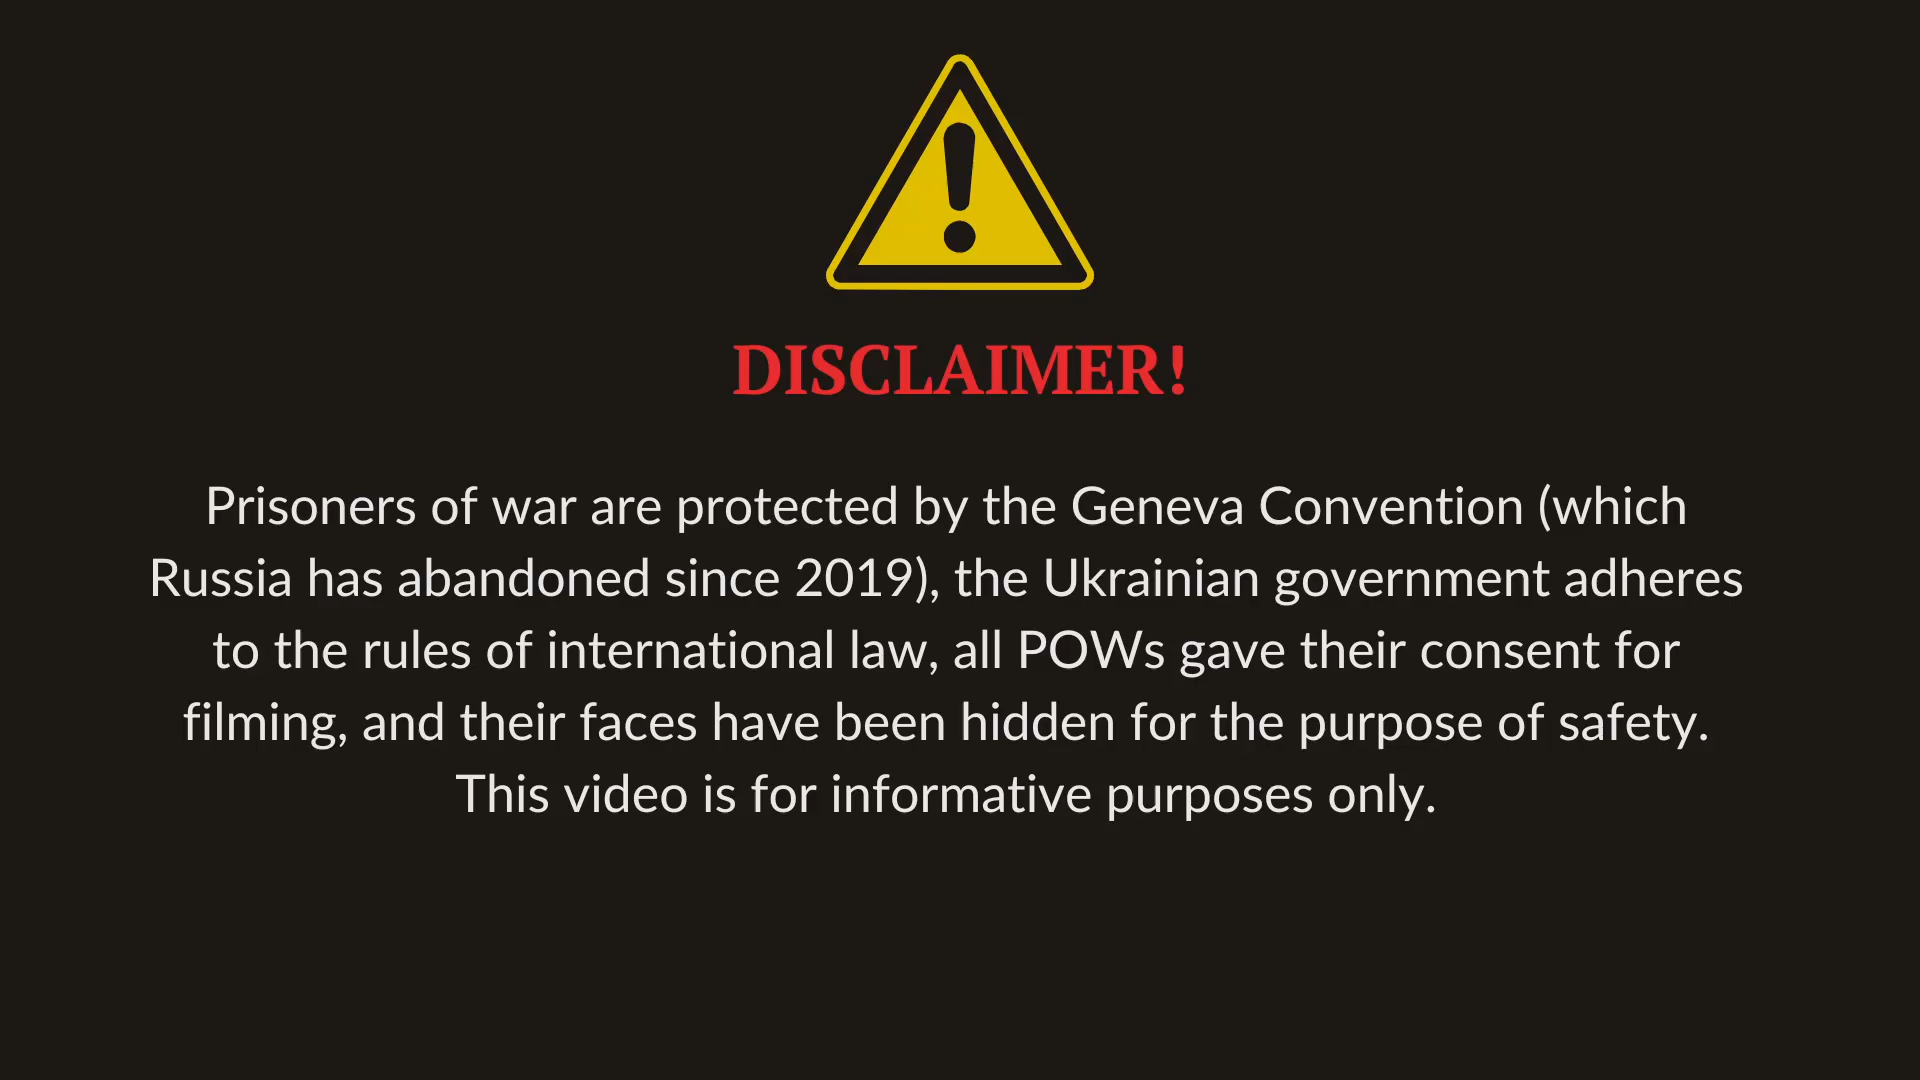 DISCLAIMER!
Prisoners of war are protected by the Geneva Convention (which
Russia has abandoned since 2019), the Ukrainian government adheres
to the rules of international law, all POWs gave their consent for
filming, and their faces have been hidden for the purpose of safety.
This video is for informative purposes only.